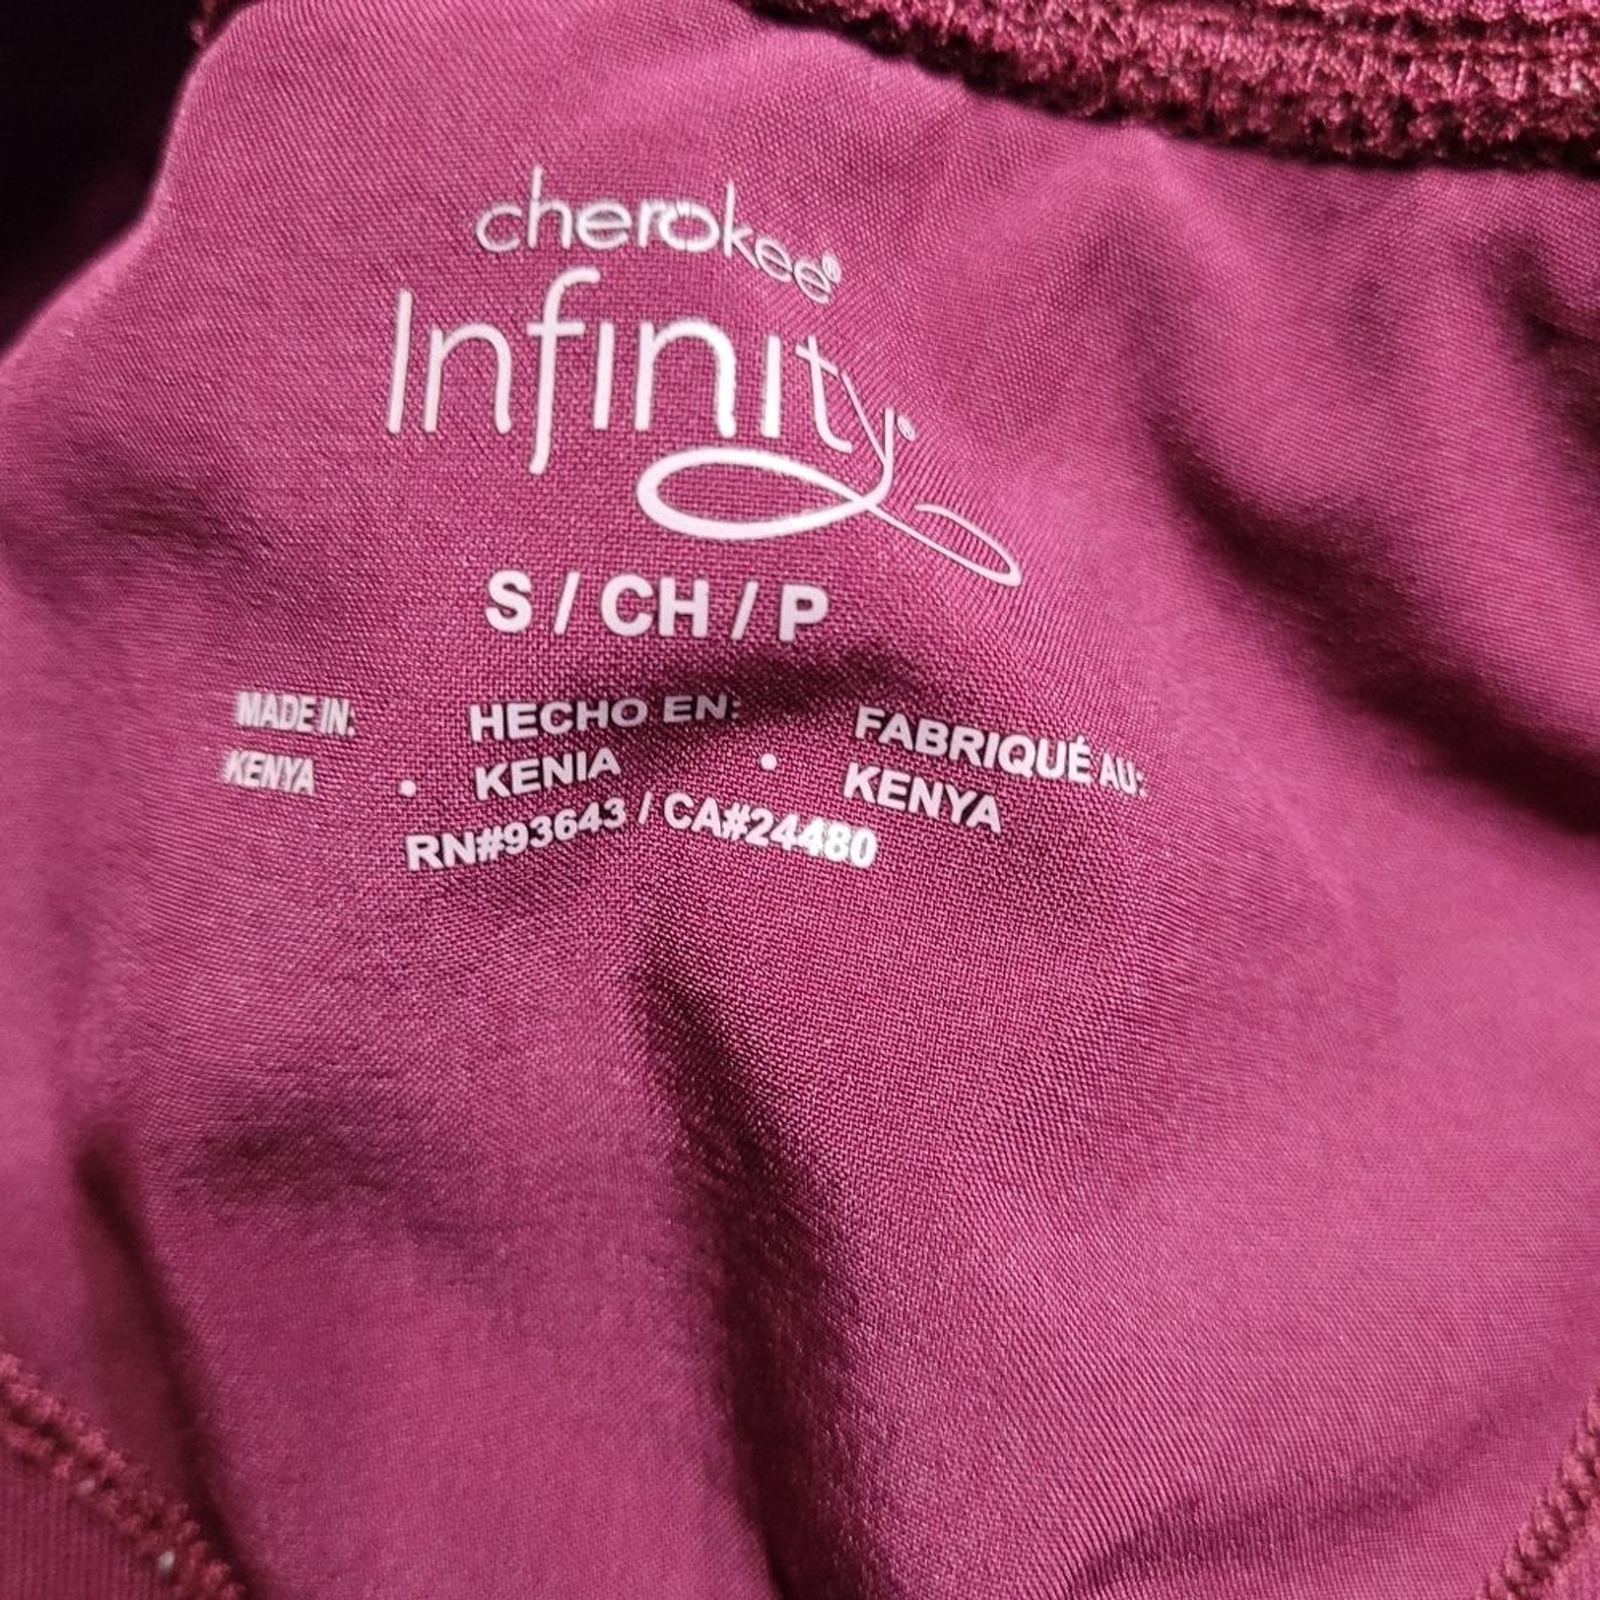 cherokee®
Infinity®
S / CH / P
MADE IN: HECHO EN: FABRIQUÉ AU:
KENYA • KENIA • KENYA
RN#93643 / CA#24480